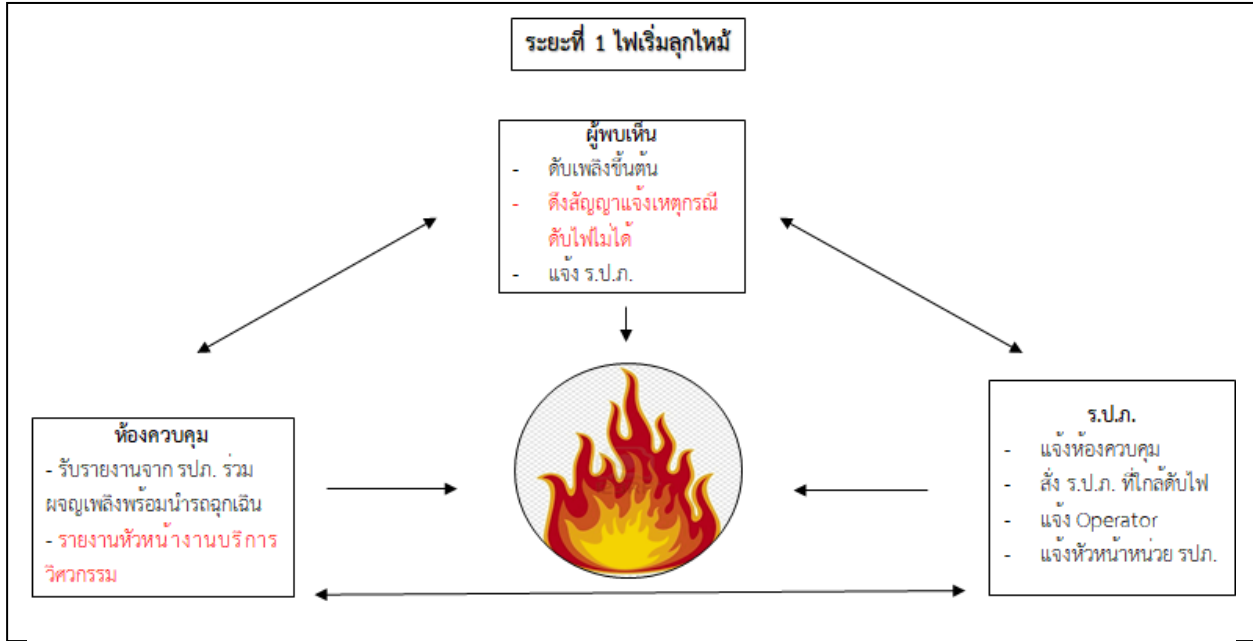 ระยะที่ 1 ไฟเริ่มลุกไหม้
ผู้พบเห็น
- ดับเพลิงขั้นต้น
- ดึงสัญญาแจ้งเหตุกรณี
ดับไฟไม่ได้
- แจ้ง ร.ป.ภ.
ห้องควบคุม
- รับรายงานจาก รปภ. ร่วม
ผจญเพลิงพร้อมนำรถฉุกเฉิน
- รายงานหัวหน้างานบริการ
วิศวกรรม
ร.ป.ภ.
- แจ้งห้องควบคุม
- สั่ง ร.ป.ภ. ที่ใกล้ดับไฟ
- แจ้ง Operator
- แจ้งหัวหน้าหน่วย รปภ.